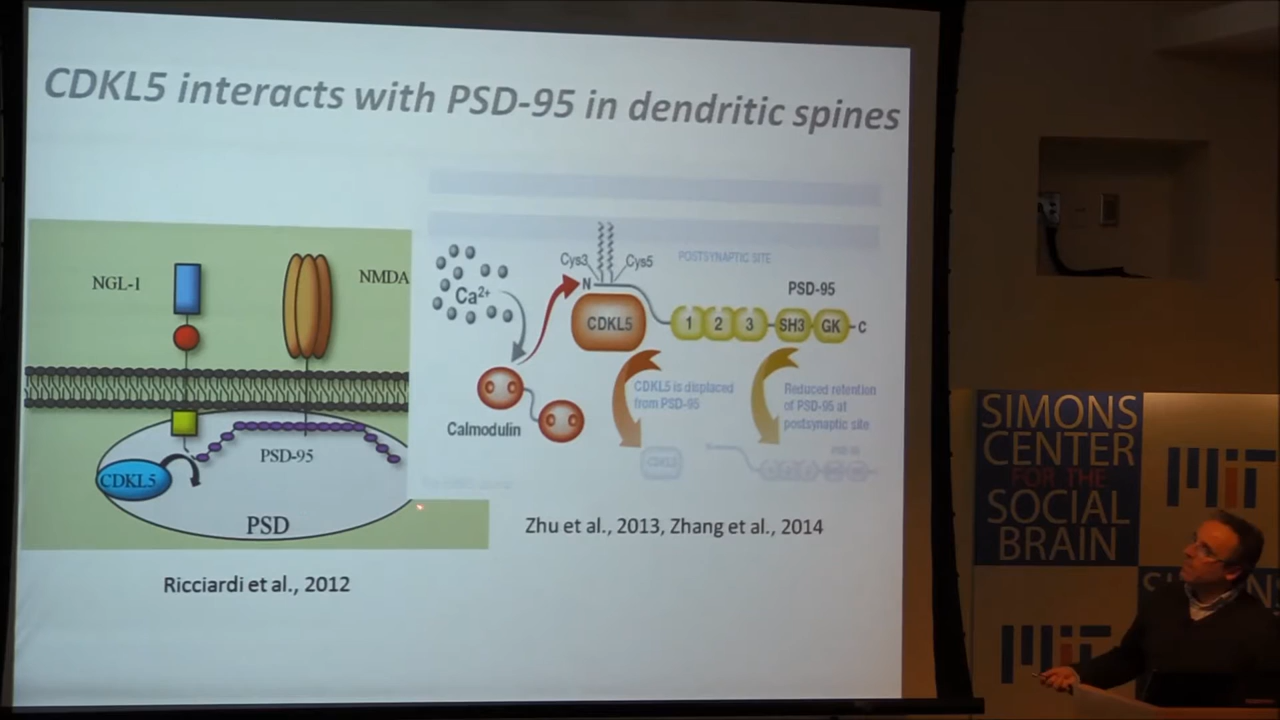 CDKL5 interacts with PSD-95 in dendritic spines
NGL-1
NMDA
CDKL5
PSD-95
PSD
Ricciardi et al., 2012
Ca2+
Calmodulin
Cys3
Cys5
N
CDKL5
POSTSYNAPTIC SITE
PSD-95
1
2
3
SH3
GK
C
CDKL5 is displaced
from PSD-95
Reduced retention
of PSD-95 at
postsynaptic site
CDKL5
Zhu et al., 2013, Zhang et al., 2014
SIMONS
CENTER
FOR THE
SOCIAL
BRAIN
MIT
MIT